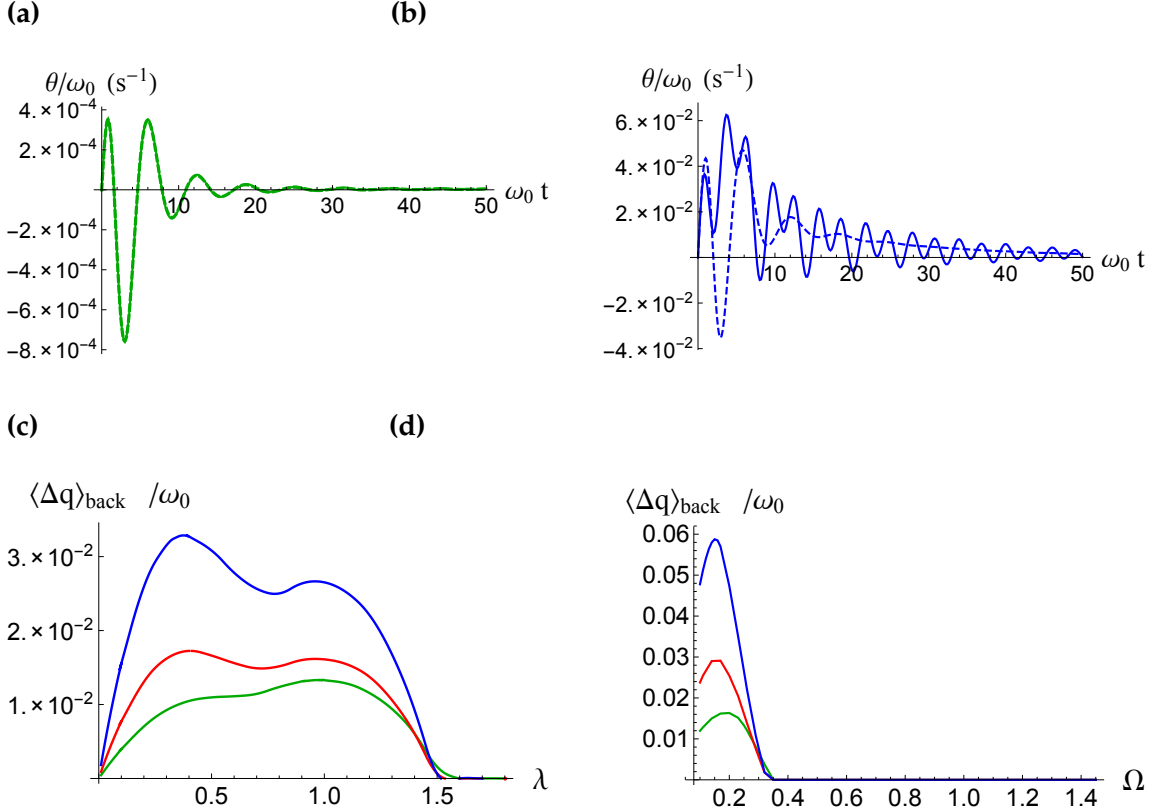 (a)
θ/ω₀ (s⁻¹)
4.×10⁻⁴
2.×10⁻⁴
−2.×10⁻⁴
−4.×10⁻⁴
−6.×10⁻⁴
−8.×10⁻⁴
10 20 30 40 50 ω₀ t
(b)
θ/ω₀ (s⁻¹)
6.×10⁻²
4.×10⁻²
2.×10⁻²
−2.×10⁻²
−4.×10⁻²
10 20 30 40 50 ω₀ t
(c)
⟨Δq⟩back /ω₀
3.×10⁻²
2.×10⁻²
1.×10⁻²
0.5 1.0 1.5 λ
(d)
⟨Δq⟩back /ω₀
0.06
0.05
0.04
0.03
0.02
0.01
0.2 0.4 0.6 0.8 1.0 1.2 1.4 Ω